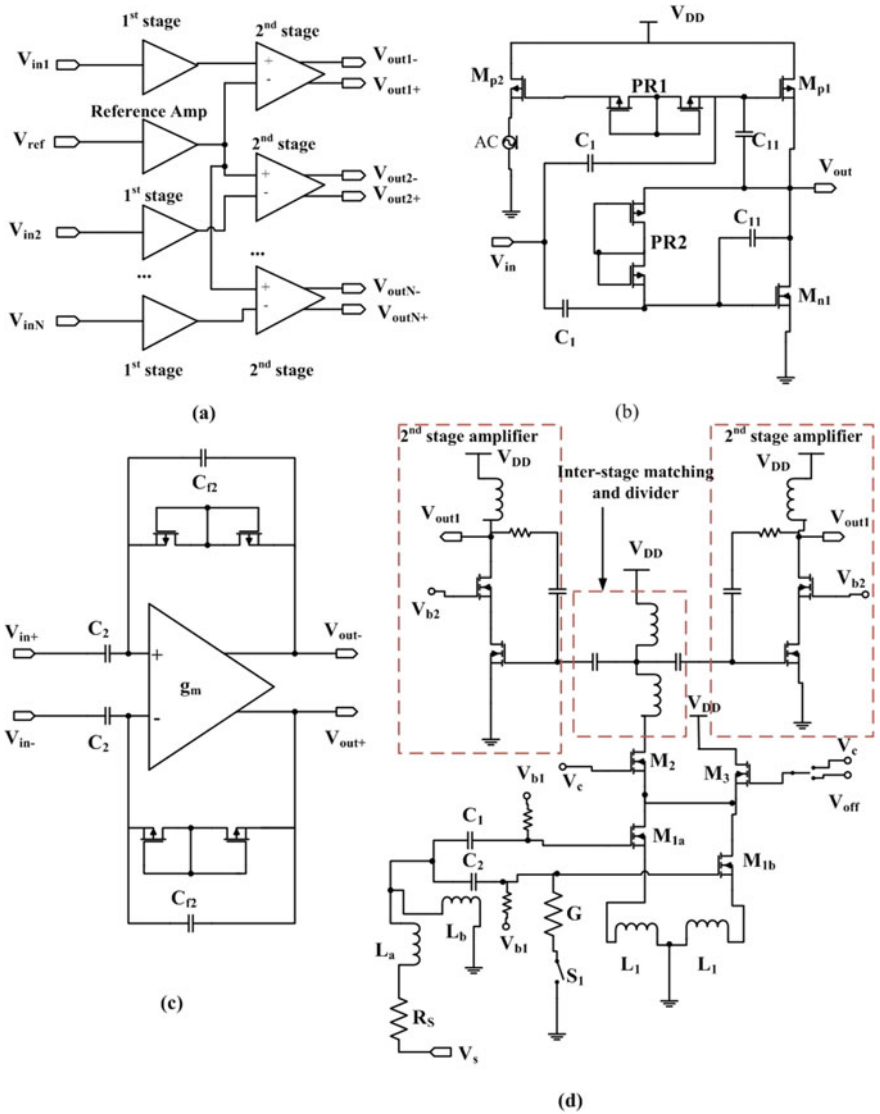 1st stage
2nd stage
Vin1
Vout1-
Vout1+
+
-
Reference Amp
Vref
2nd stage
+
-
Vout2-
Vout2+
1st stage
Vin2
...
...
VoutN-
VoutN+
+
-
VinN
1st stage
2nd stage
(a)
VDD
Mp2
PR1
Mp1
AC
C1
C11
Vout
C11
PR2
Vin
Mn1
C1
(b)
Cf2
Vin+
C2
Vout-
+
gm
-
Vin-
C2
Vout+
Cf2
(c)
2nd stage amplifier
VDD
Inter-stage matching
and divider
2nd stage amplifier
VDD
Vout1
VDD
Vout1
Vb2
Vb2
VDD
Vc
M2
M3
Vc
Voff
Vb1
C1
M1a
C2
M1b
Lb
Vb1
G
La
S1
L1
L1
RS
Vs
(d)